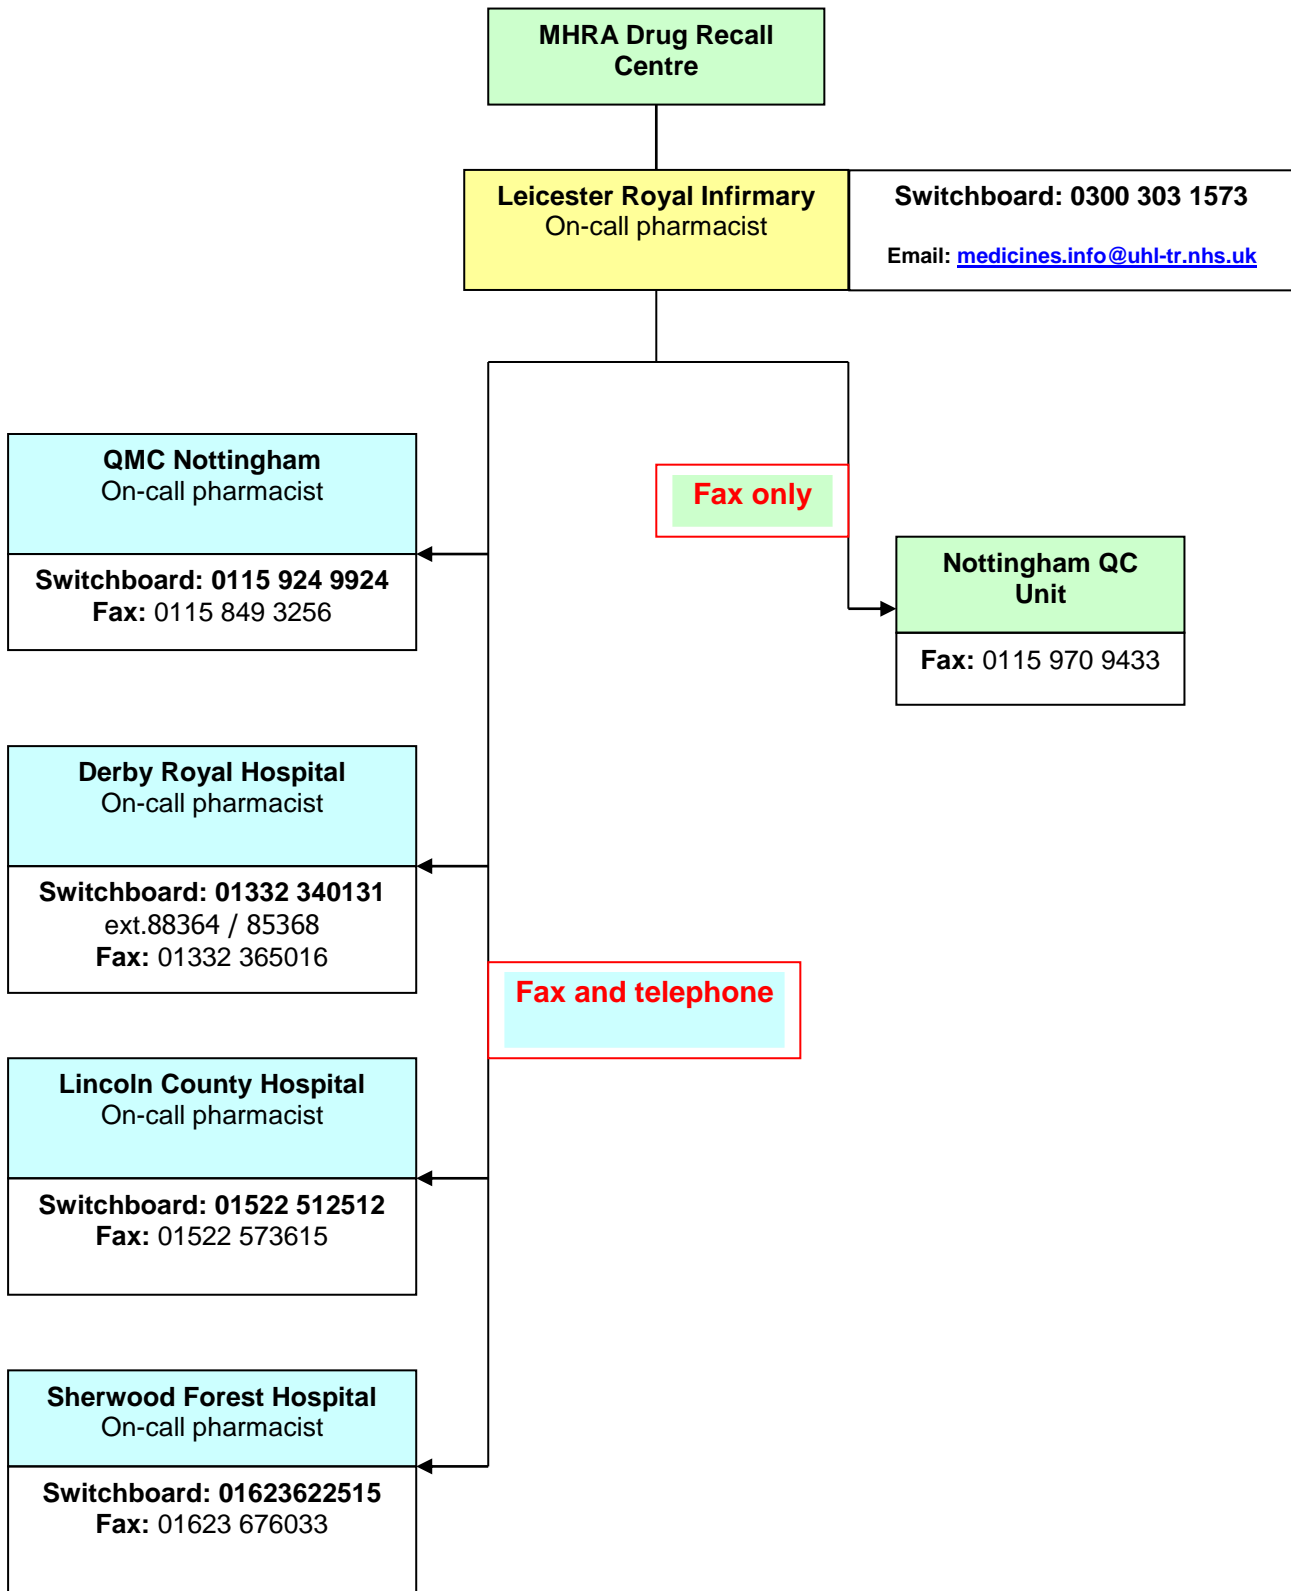 MHRA Drug Recall
Centre
Leicester Royal Infirmary
On-call pharmacist
Switchboard: 0300 303 1573
Email: medicines.info@uhl-tr.nhs.uk
QMC Nottingham
On-call pharmacist
Switchboard: 0115 924 9924
Fax: 0115 849 3256
Fax only
Nottingham QC
Unit
Fax: 0115 970 9433
Derby Royal Hospital
On-call pharmacist
Switchboard: 01332 340131
ext.88364 / 85368
Fax: 01332 365016
Fax and telephone
Lincoln County Hospital
On-call pharmacist
Switchboard: 01522 512512
Fax: 01522 573615
Sherwood Forest Hospital
On-call pharmacist
Switchboard: 01623622515
Fax: 01623 676033